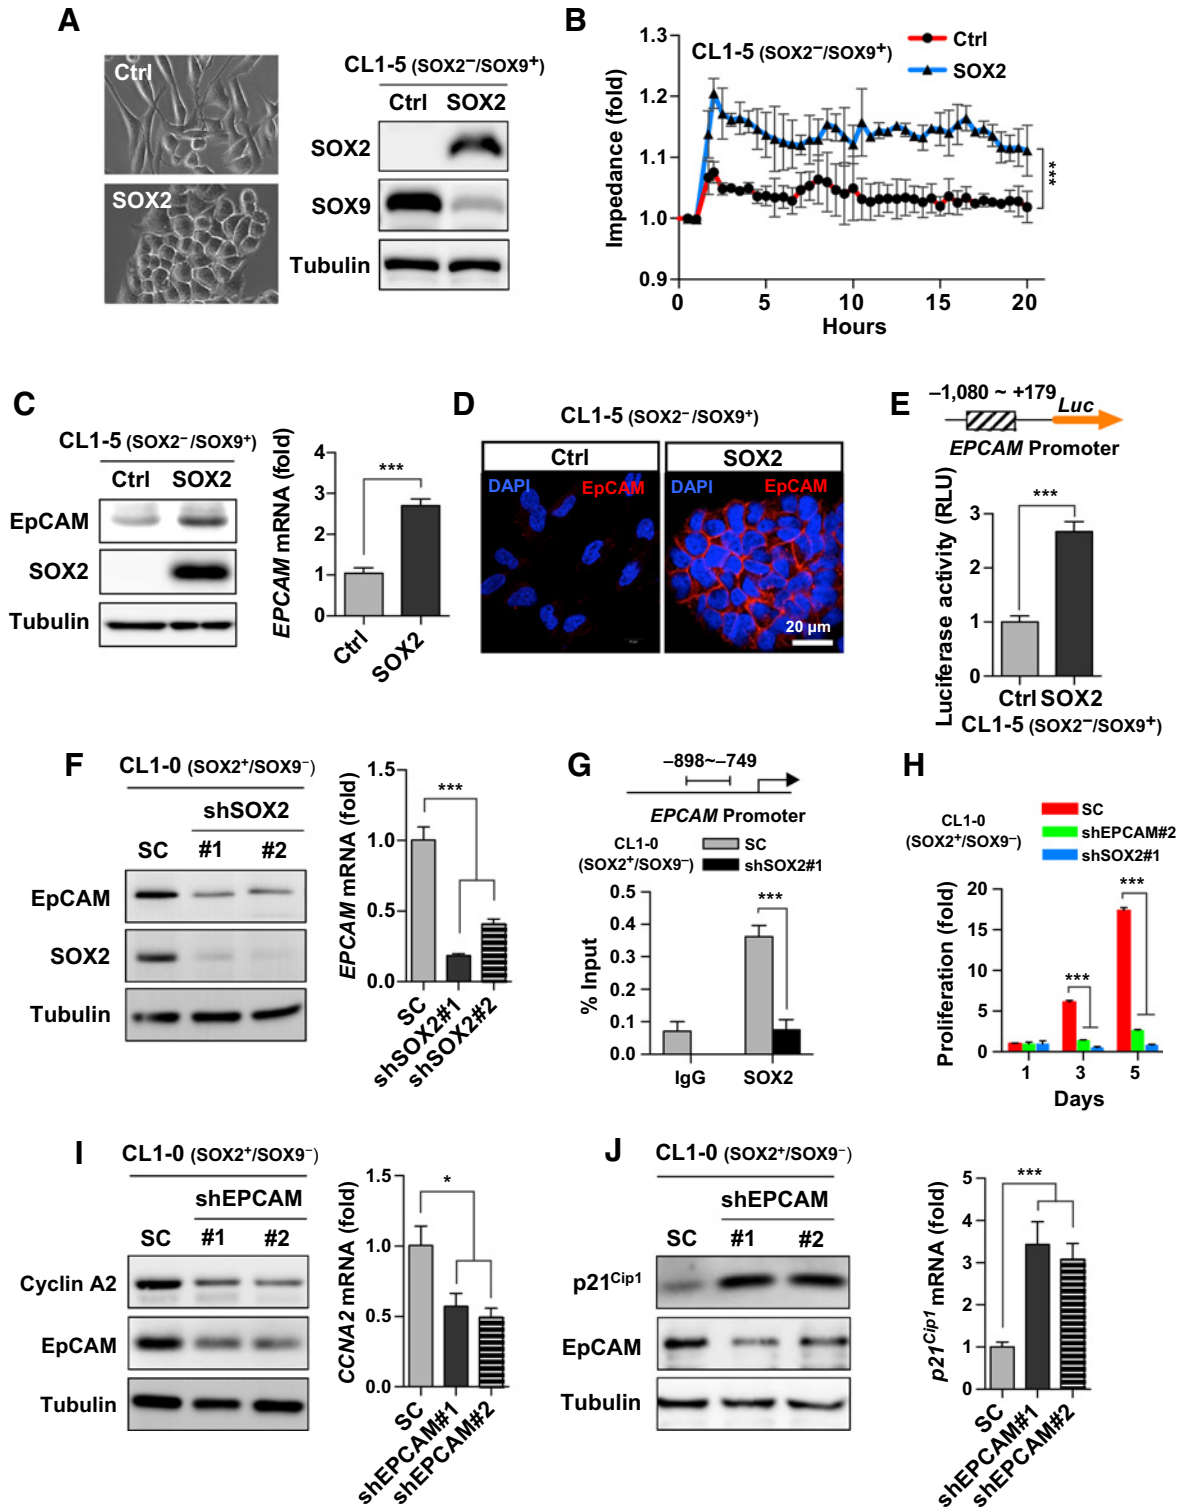 A
Ctrl
SOX2
CL1-5 (SOX2⁻/SOX9⁺)
Ctrl SOX2
SOX2
SOX9
Tubulin
B
CL1-5 (SOX2⁻/SOX9⁺)
Ctrl
SOX2
Impedance (fold)
1.3
1.2
1.1
1.0
0.9
***
0 5 10 15 20
Hours
C
CL1-5 (SOX2⁻/SOX9⁺)
Ctrl SOX2
EpCAM
SOX2
Tubulin
EPCAM mRNA (fold)
4
3
2
1
0
***
Ctrl
SOX2
D
CL1-5 (SOX2⁻/SOX9⁺)
Ctrl SOX2
DAPI EpCAM DAPI EpCAM
20 μm
E
–1,080 ~ +179 Luc
EPCAM Promoter
Luciferase activity (RLU)
3
2
1
0
***
Ctrl SOX2
CL1-5 (SOX2⁻/SOX9⁺)
F
CL1-0 (SOX2⁺/SOX9⁻)
shSOX2
SC #1 #2
EpCAM
SOX2
Tubulin
EPCAM mRNA (fold)
1.5
1.0
0.5
0.0
***
SC
shSOX2#1
shSOX2#2
G
–898~–749
EPCAM Promoter
CL1-0
(SOX2⁺/SOX9⁻)
SC
shSOX2#1
% Input
0.5
0.4
0.3
0.2
0.1
0.0
***
IgG SOX2
H
CL1-0
(SOX2⁺/SOX9⁻)
SC
shEPCAM#2
shSOX2#1
Proliferation (fold)
20
15
10
5
0
***
***
1 3 5
Days
I
CL1-0 (SOX2⁺/SOX9⁻)
shEPCAM
SC #1 #2
Cyclin A2
EpCAM
Tubulin
CCNA2 mRNA (fold)
1.5
1.0
0.5
0.0
*
SC
shEPCAM#1
shEPCAM#2
J
CL1-0 (SOX2⁺/SOX9⁻)
shEPCAM
SC #1 #2
p21Cip1
EpCAM
Tubulin
p21Cip1 mRNA (fold)
5
4
3
2
1
0
***
SC
shEPCAM#1
shEPCAM#2